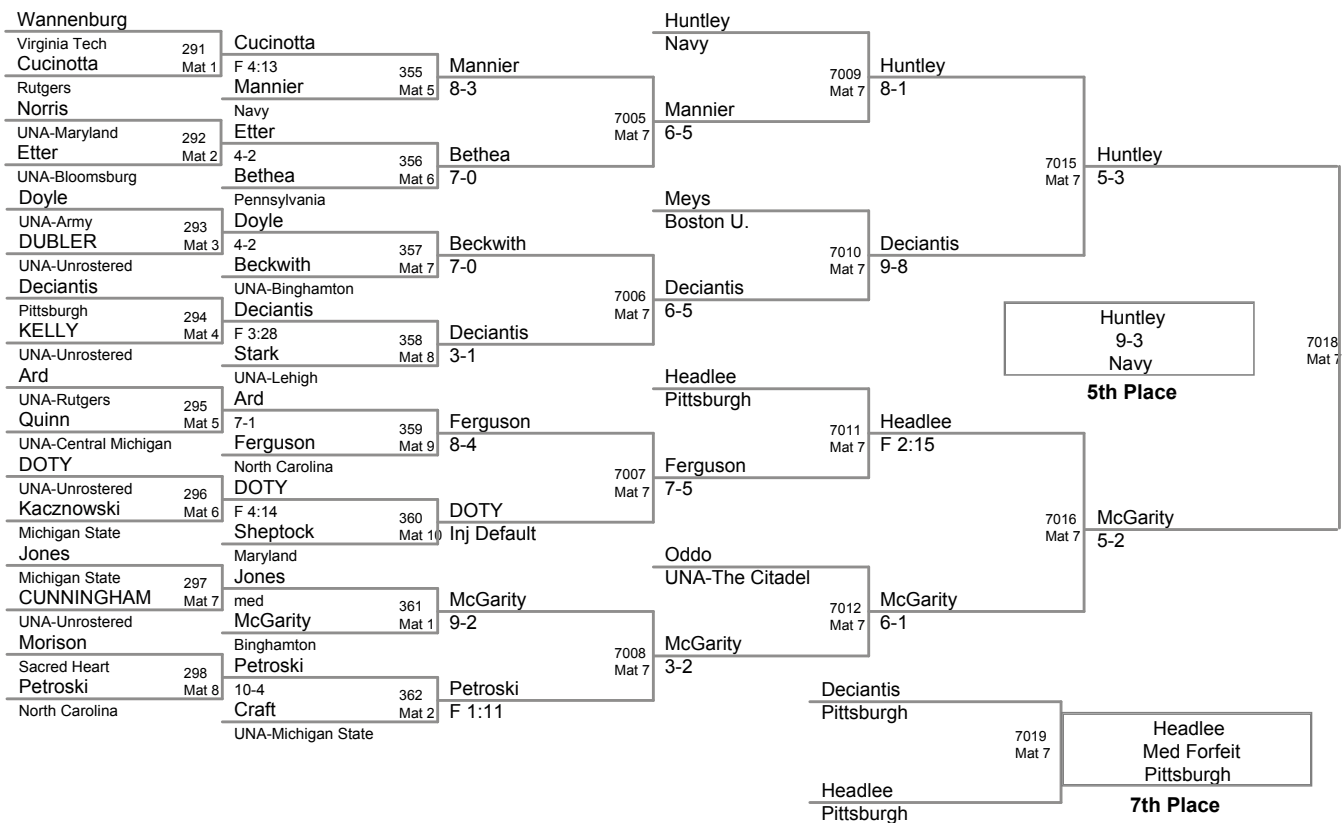 Wannenburg
Virginia Tech
291
Mat 1
Cucinotta
Rutgers
Norris
UNA-Maryland
292
Mat 2
Etter
UNA-Bloomsburg
Doyle
UNA-Army
293
Mat 3
DUBLER
UNA-Unrostered
Deciantis
Pittsburgh
294
Mat 4
KELLY
UNA-Unrostered
Ard
UNA-Rutgers
295
Mat 5
Quinn
UNA-Central Michigan
DOTY
UNA-Unrostered
296
Mat 6
Kacznowski
Michigan State
Jones
Michigan State
297
Mat 7
CUNNINGHAM
UNA-Unrostered
Morison
Sacred Heart
298
Mat 8
Petroski
North Carolina
Cucinotta
F 4:13
355
Mat 5
Mannier
Navy
Etter
4-2
356
Mat 6
Bethea
Pennsylvania
Doyle
4-2
357
Mat 7
Beckwith
UNA-Binghamton
Deciantis
F 3:28
358
Mat 8
Stark
UNA-Lehigh
Ard
7-1
359
Mat 9
Ferguson
North Carolina
DOTY
F 4:14
360
Mat 10
Sheptock
Maryland
Jones
med
361
Mat 1
McGarity
Binghamton
Petroski
10-4
362
Mat 2
Craft
UNA-Michigan State
Mannier
8-3
7005
Mat 7
Bethea
7-0
Beckwith
7-0
7006
Mat 7
Deciantis
3-1
Ferguson
8-4
7007
Mat 7
DOTY
Inj Default
McGarity
9-2
7008
Mat 7
Petroski
F 1:11
Huntley
Navy
7009
Mat 7
Mannier
6-5
Meys
Boston U.
7010
Mat 7
Deciantis
6-5
Headlee
Pittsburgh
7011
Mat 7
Ferguson
7-5
Oddo
UNA-The Citadel
7012
Mat 7
McGarity
3-2
Huntley
8-1
7015
Mat 7
Deciantis
9-8
Headlee
F 2:15
7016
Mat 7
McGarity
6-1
Huntley
5-3
7018
Mat 7
McGarity
5-2
Huntley
9-3
Navy
5th Place
Deciantis
Pittsburgh
7019
Mat 7
Headlee
Pittsburgh
Headlee
Med Forfeit
Pittsburgh
7th Place